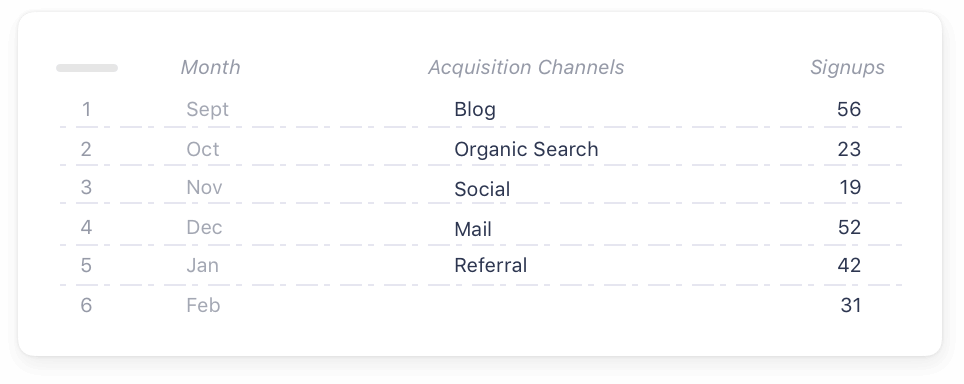 Month Acquisition Channels Signups
1 Sept Blog 56
2 Oct Organic Search 23
3 Nov Social 19
4 Dec Mail 52
5 Jan Referral 42
6 Feb 31